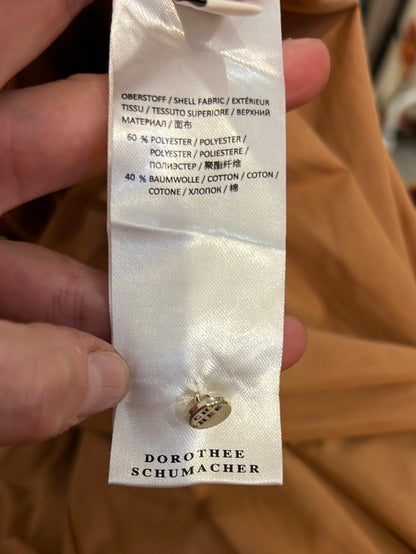 OBERSTOFF / SHELL FABRIC / EXTÉRIEUR
TISSU / TESSUTO SUPERIORE / ВЕРХНИЙ
МАТЕРИАЛ / 面布
60 % POLYESTER / POLYESTER /
POLYESTER / POLIESTERE /
ПОЛИЭСТЕР / 聚酯纤维
40 % BAUMWOLLE / COTTON / COTON /
COTONE / ХЛОПОК / 棉
DOROTHEE
SCHUMACHER